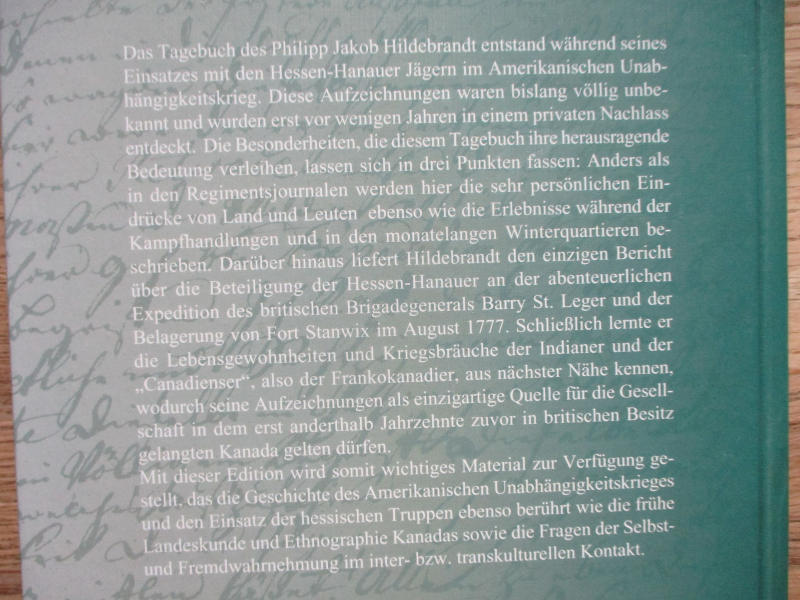 Das Tagebuch des Philipp Jakob Hildebrandt entstand während seines
Einsatzes mit den Hessen-Hanauer Jägern im Amerikanischen Unab-
hängigkeitskrieg. Diese Aufzeichnungen waren bislang völlig unbe-
kannt und wurden erst vor wenigen Jahren in einem privaten Nachlass
entdeckt. Die Besonderheiten, die diesem Tagebuch ihre herausragende
Bedeutung verleihen, lassen sich in drei Punkten fassen: Anders als
in den Regimentsjournalen werden hier die sehr persönlichen Ein-
drücke von Land und Leuten ebenso wie die Erlebnisse während der
Kampfhandlungen und in den monatelangen Winterquartieren be-
schrieben. Darüber hinaus liefert Hildebrandt den einzigen Bericht
über die Beteiligung der Hessen-Hanauer an der abenteuerlichen
Expedition des britischen Brigadegenerals Barry St. Leger und der
Belagerung von Fort Stanwix im August 1777. Schließlich lernte er
die Lebensgewohnheiten und Kriegsbräuche der Indianer und der
„Canadienser“, also der Frankokanadier, aus nächster Nähe kennen,
wodurch seine Aufzeichnungen als einzigartige Quelle für die Gesell-
schaft in dem erst anderthalb Jahrzehnte zuvor in britischen Besitz
gelangten Kanada gelten dürfen.
Mit dieser Edition wird somit wichtiges Material zur Verfügung ge-
stellt, das die Geschichte des Amerikanischen Unabhängigkeitskrieges
und den Einsatz der hessischen Truppen ebenso berührt wie die frühe
Landeskunde und Ethnographie Kanadas sowie die Fragen der Selbst-
und Fremdwahrnehmung im inter- bzw. transkulturellen Kontakt.